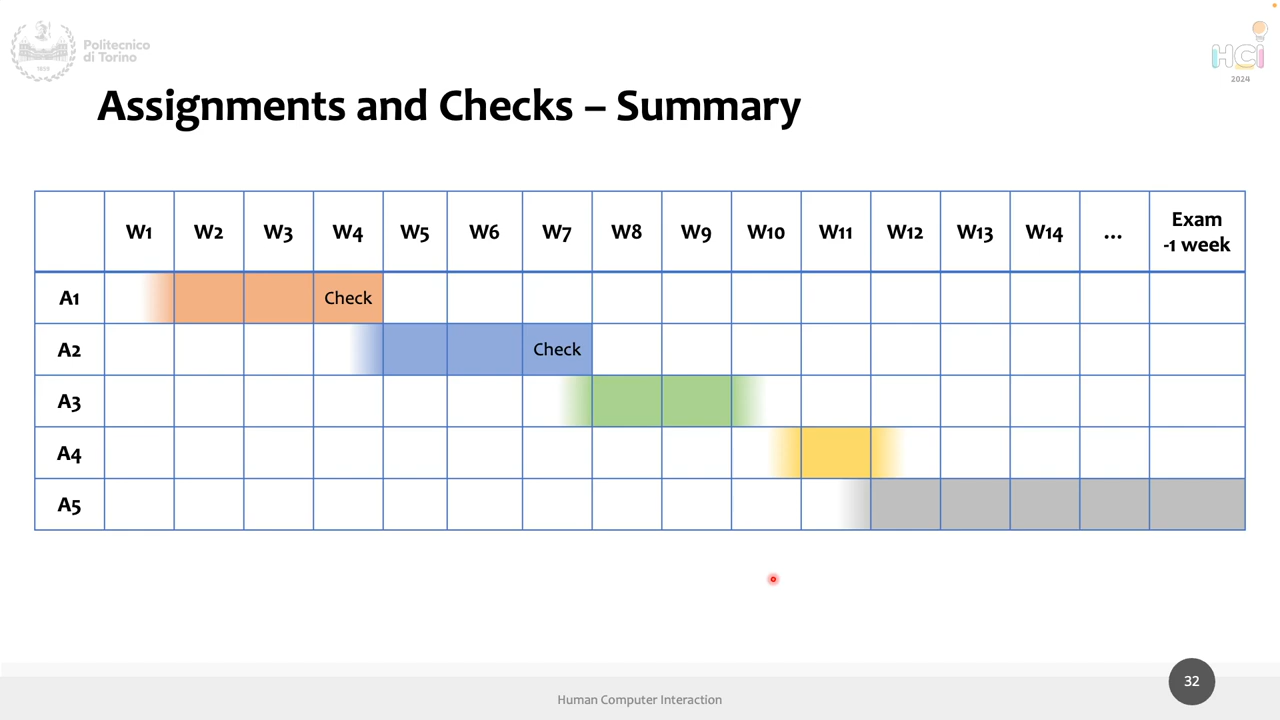 Politecnico
di Torino
1859
HCI
2024
Assignments and Checks – Summary
W1 W2 W3 W4 W5 W6 W7 W8 W9 W10 W11 W12 W13 W14 ... Exam
-1 week
A1 Check
A2 Check
A3
A4
A5
32
Human Computer Interaction